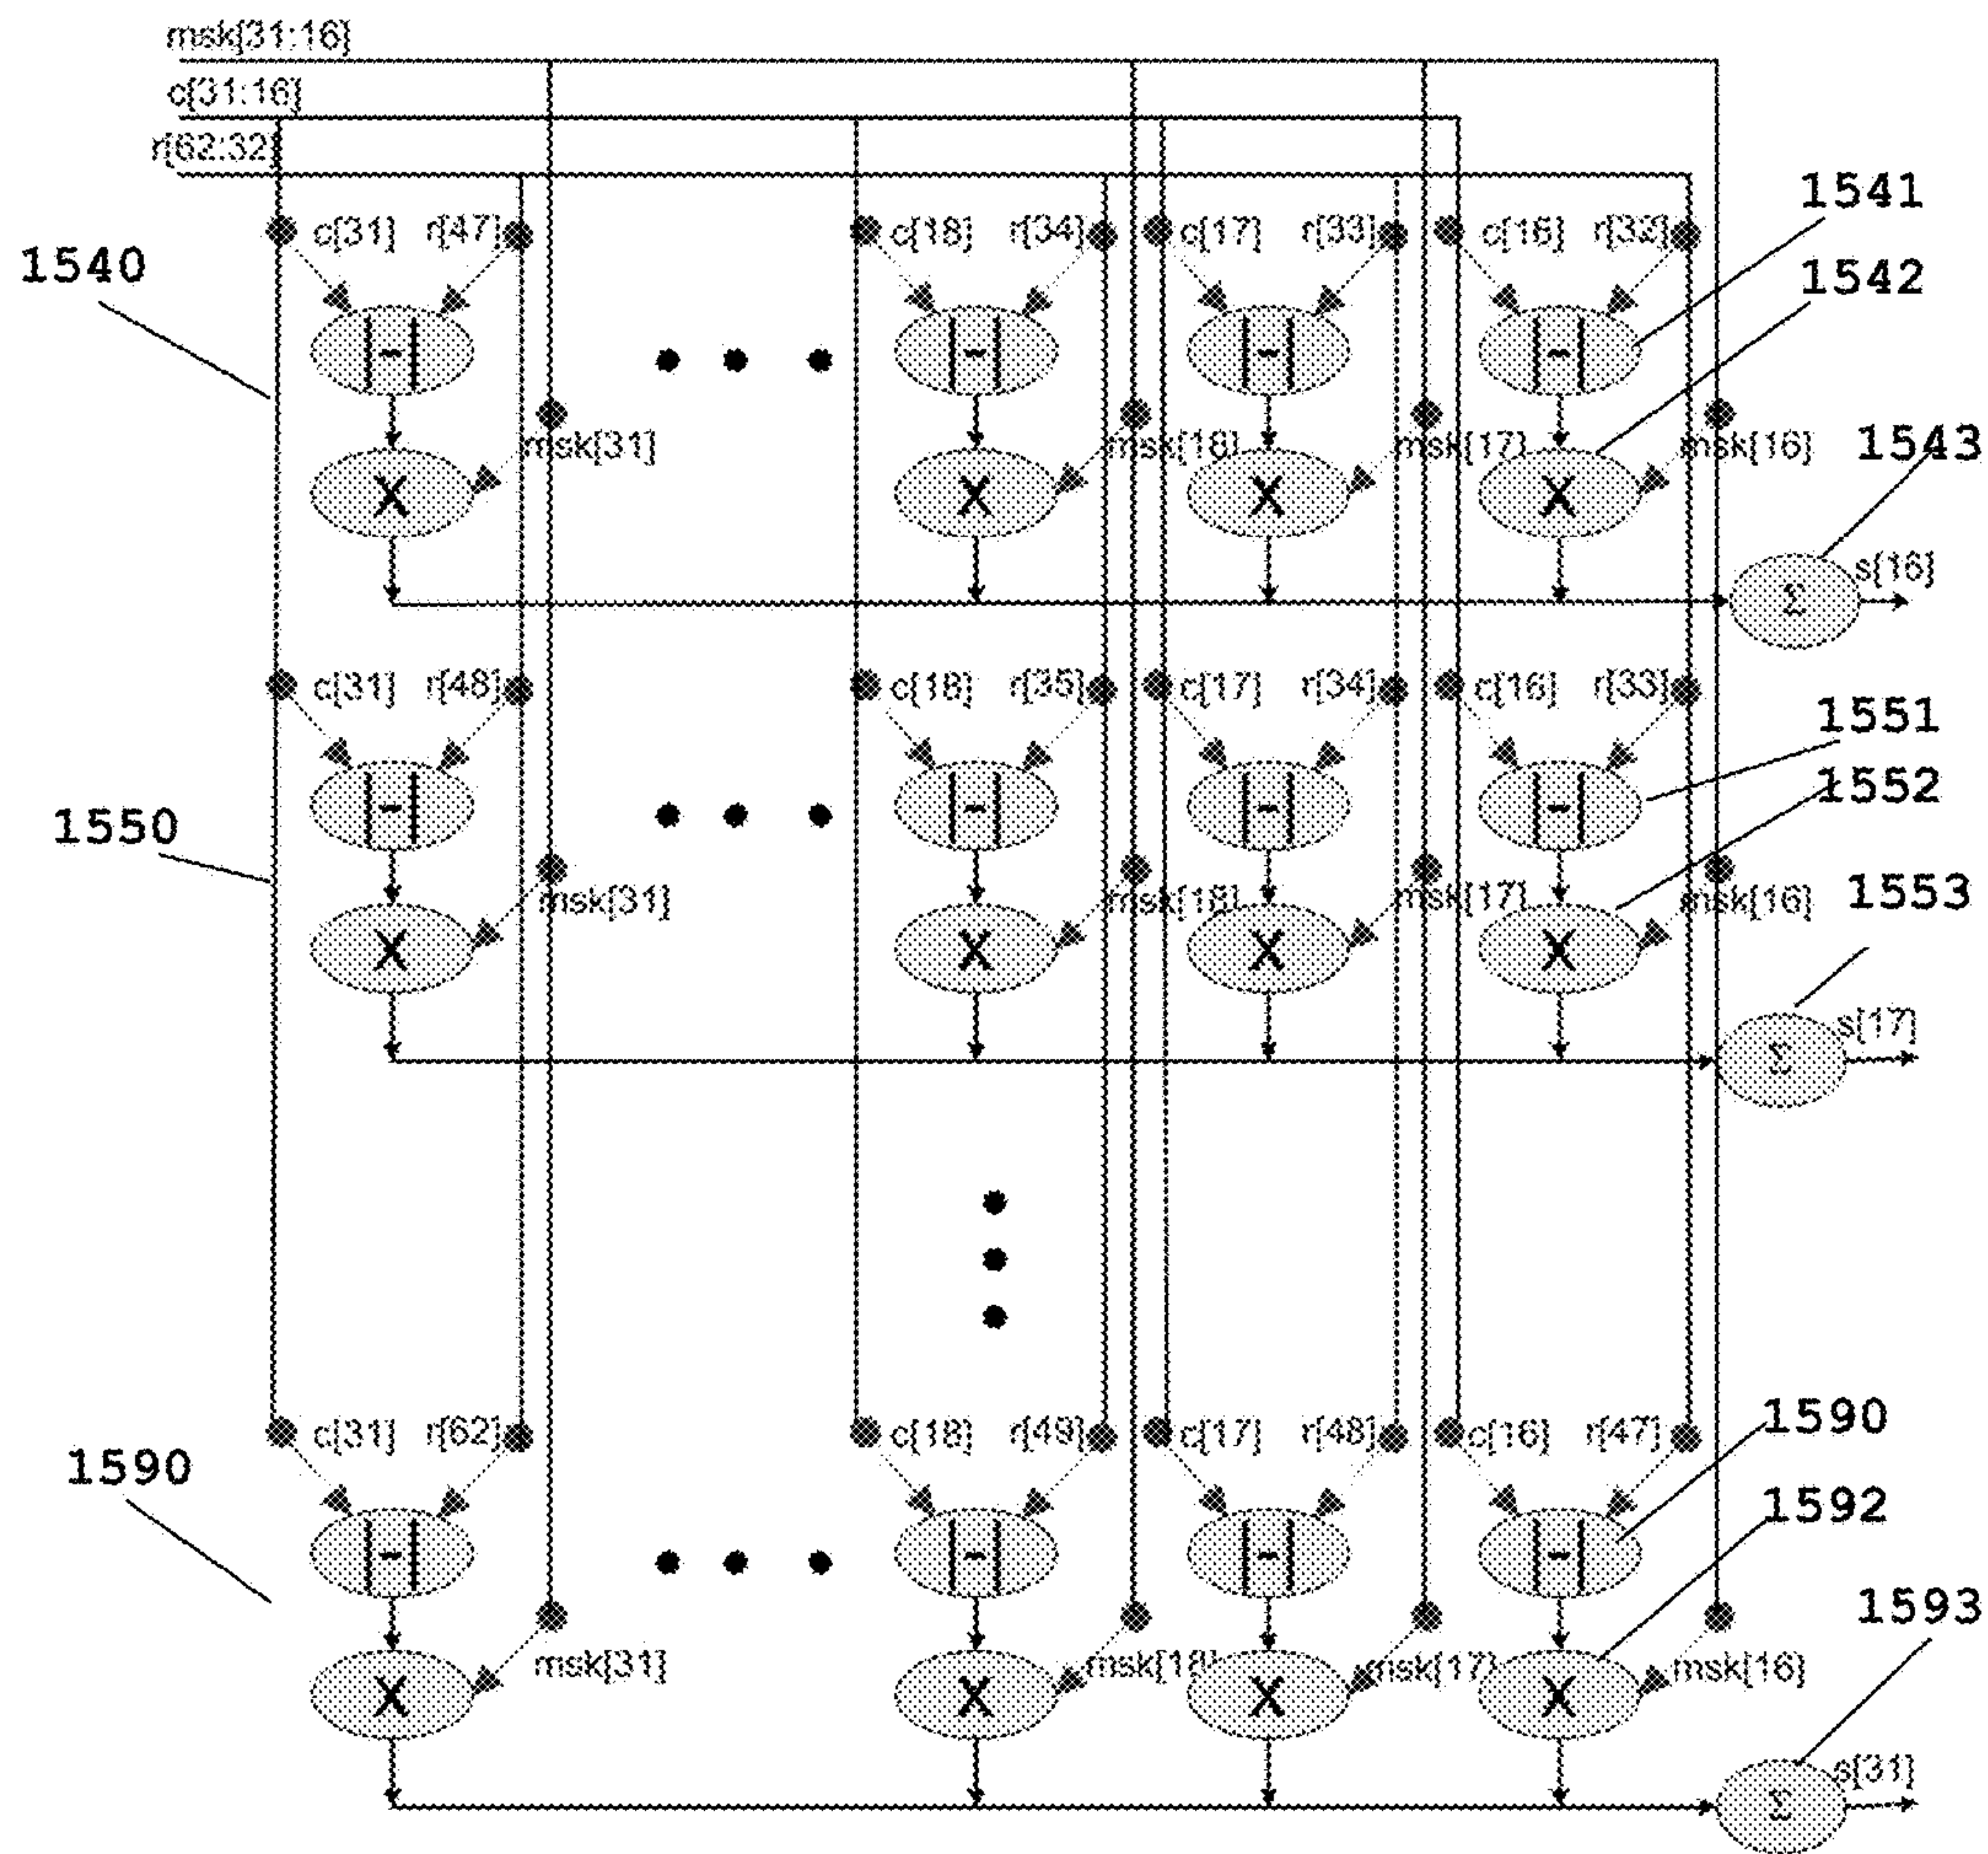 msk[31:16]
c[31:16]
r[62:32]
c[31] r[47] c[18] r[34] c[17] r[33] c[16] r[32]
1541
1540
1542
- - - -
msk[31] msk[18] msk[17] msk[16]
1543
X X X X
Σ s[16]
c[31] r[48] c[18] r[35] c[17] r[34] c[16] r[33]
1551
1552
1550
- - - -
msk[31] msk[18] msk[17] msk[16]
1553
X X X X
Σ s[17]
c[31] r[62] c[18] r[49] c[17] r[48] c[16] r[47]
1590
1590
1592
- - - -
1593
msk[31] msk[18] msk[17] msk[16]
X X X X
Σ s[31]